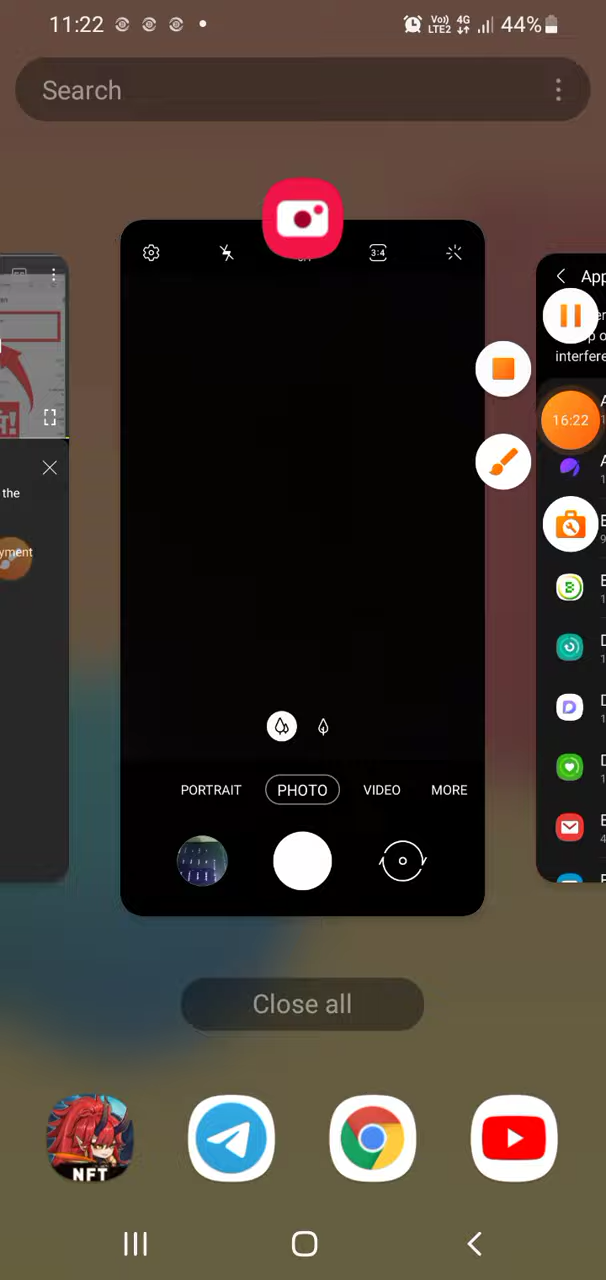 11:22
Vo)) 4G
LTE2
44%
Search
3:4
the
yment
App
interfere
16:22
PORTRAIT PHOTO VIDEO MORE
Close all
NFT